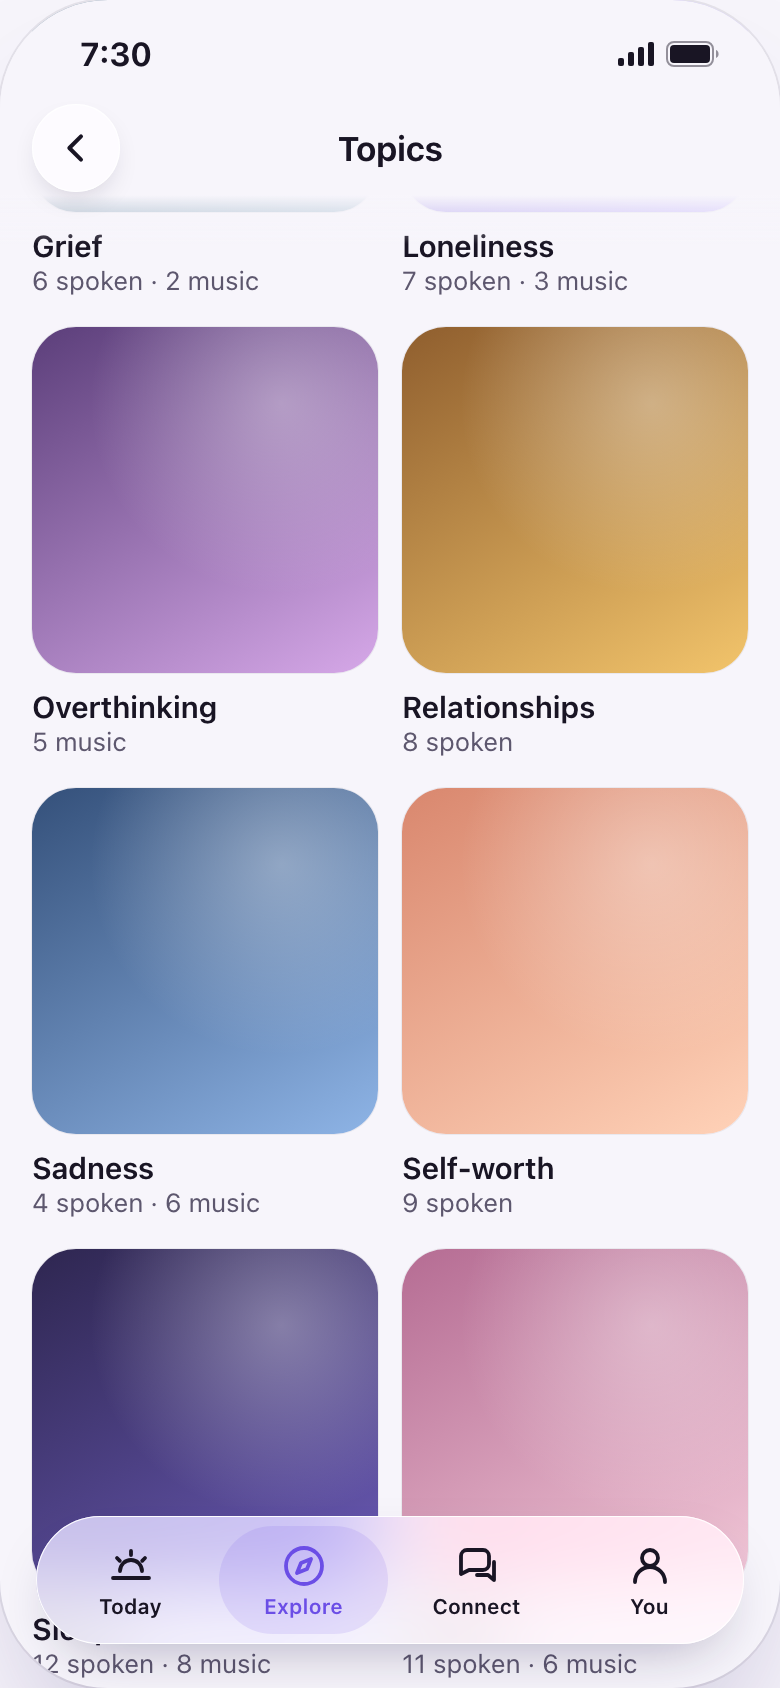 7:30
Topics
Grief
Loneliness
6 spoken · 2 music
7 spoken · 3 music
Overthinking
Relationships
5 music
8 spoken
Sadness
Self-worth
4 spoken · 6 music
9 spoken
Today
Explore
Connect
You
12 spoken · 8 music
11 spoken · 6 music